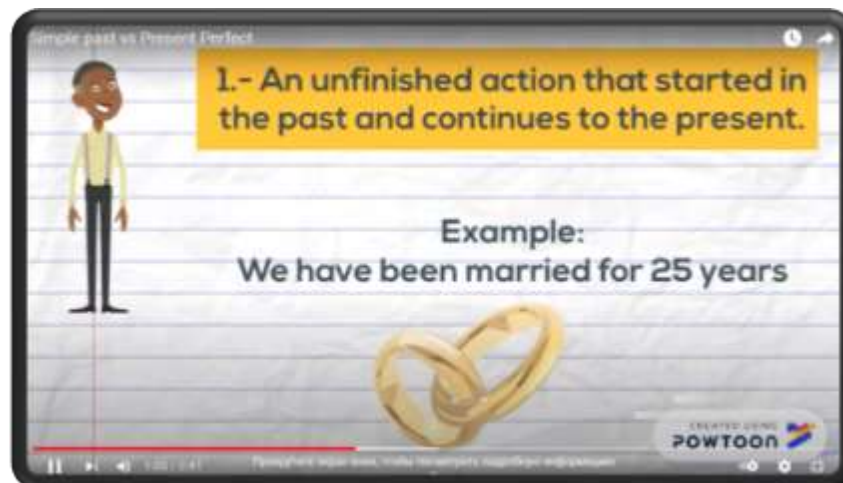 Simple past vs Present Perfect
1.- An unfinished action that started in
the past and continues to the present.
Example:
We have been married for 25 years
CREATED USING
POWTOON